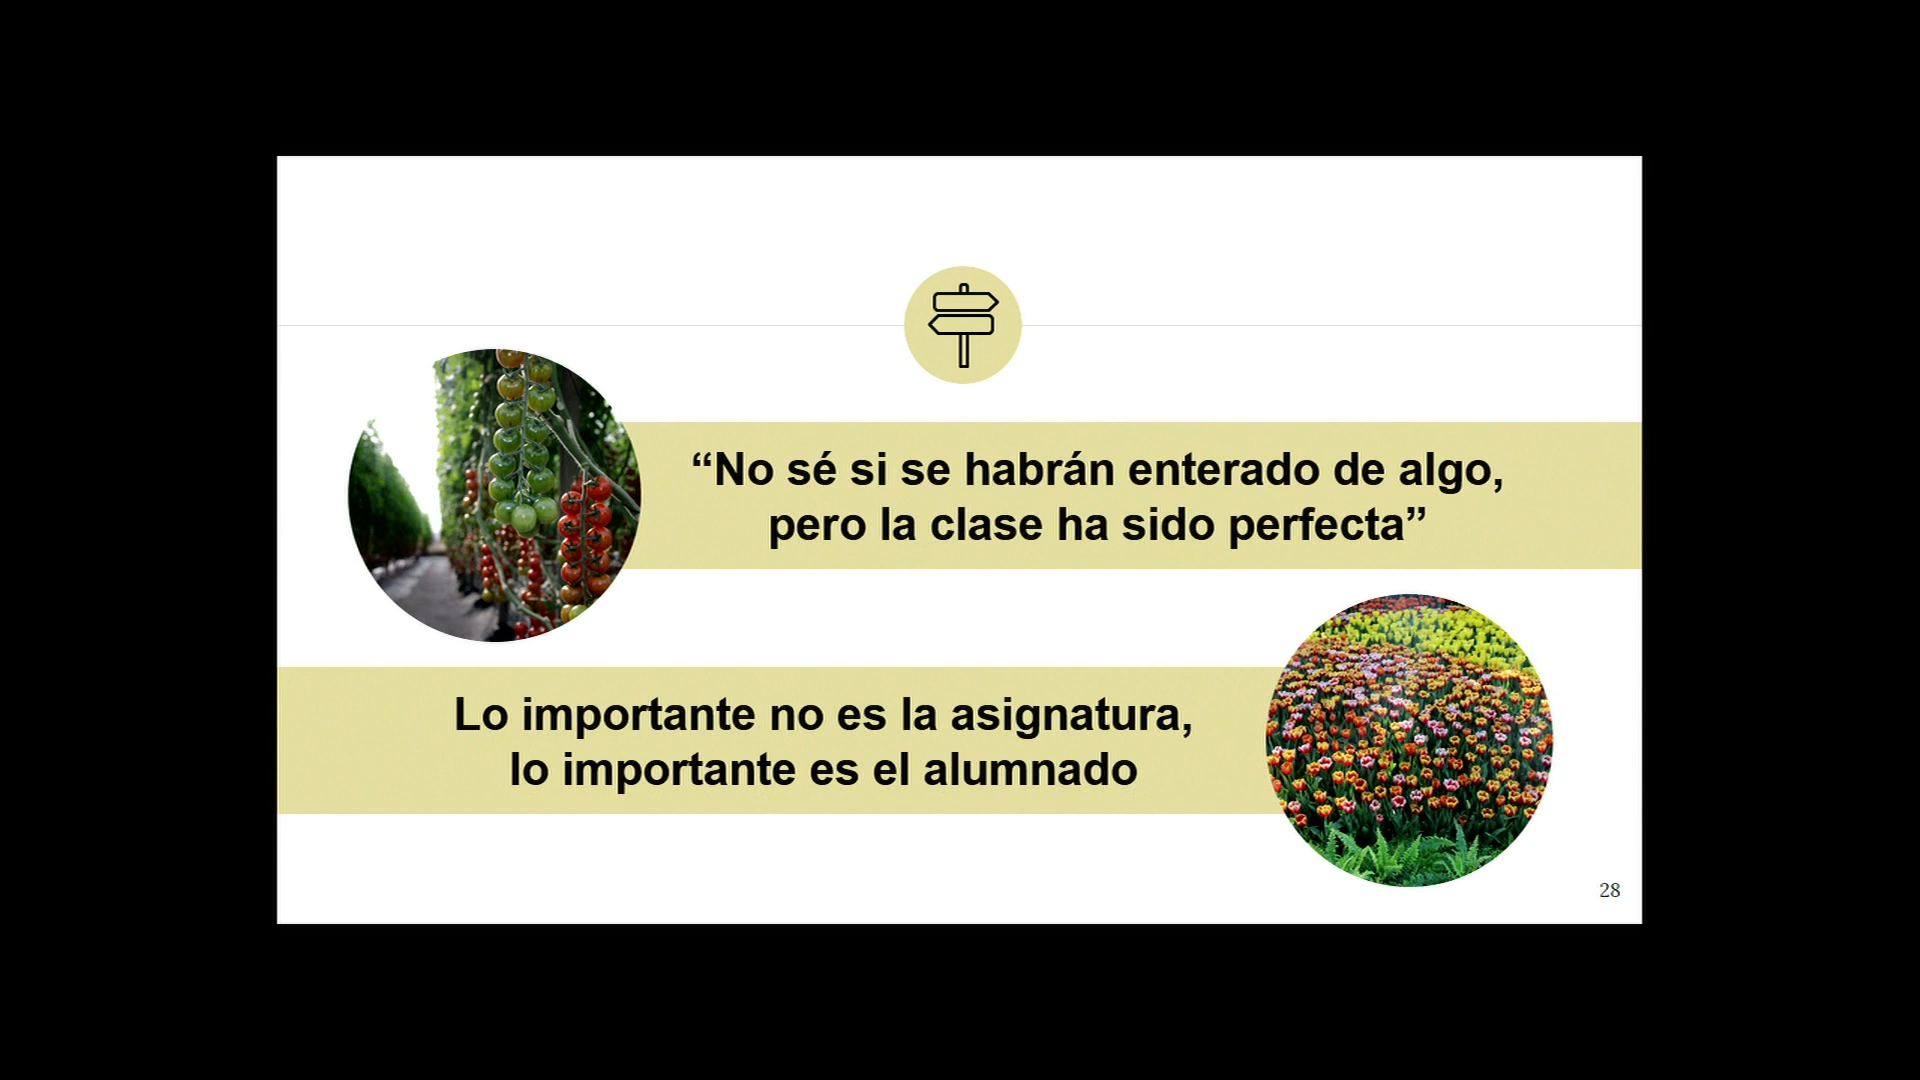 “No sé si se habrán enterado de algo,
pero la clase ha sido perfecta”
Lo importante no es la asignatura,
lo importante es el alumnado
28